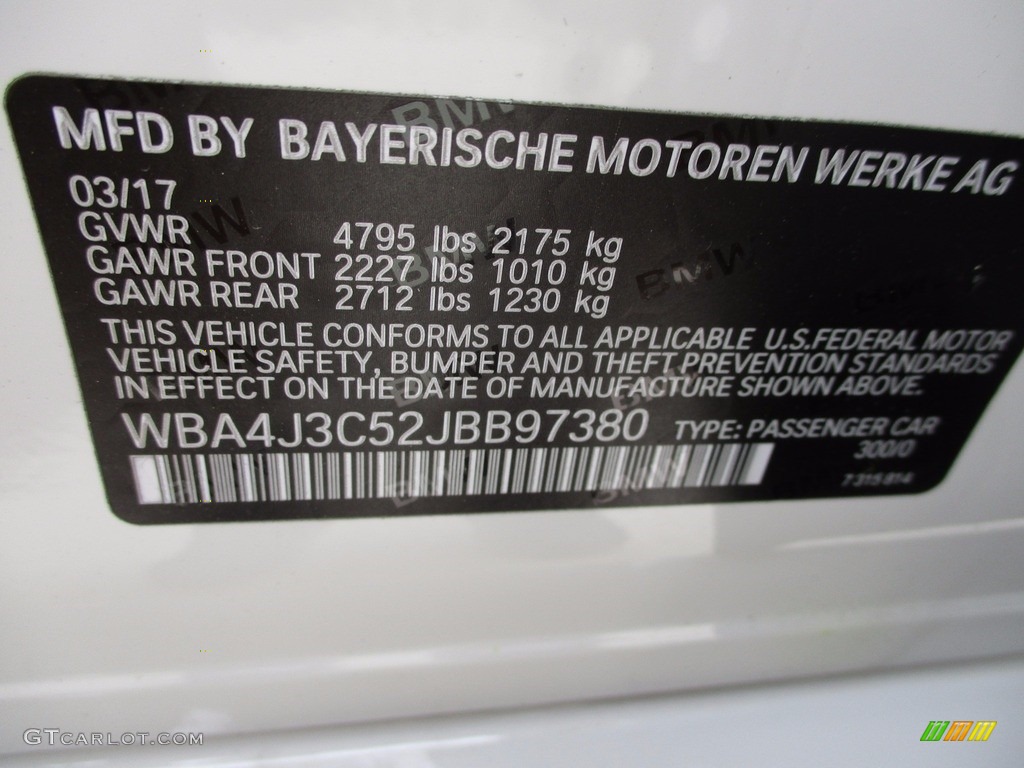 MFD BY BAYERISCHE MOTOREN WERKE AG
03/17
GVWR 4795 lbs 2175 kg
GAWR FRONT 2227 lbs 1010 kg
GAWR REAR 2712 lbs 1230 kg
THIS VEHICLE CONFORMS TO ALL APPLICABLE U.S.FEDERAL MOTOR
VEHICLE SAFETY, BUMPER AND THEFT PREVENTION STANDARDS
IN EFFECT ON THE DATE OF MANUFACTURE SHOWN ABOVE.
WBA4J3C52JBB97380 TYPE: PASSENGER CAR
300/0
7 315 814
GTCARLOT.COM